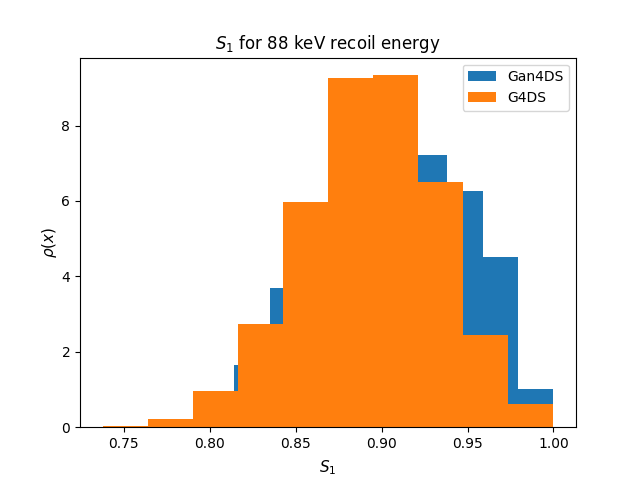 S₁ for 88 keV recoil energy
Gan4DS
G4DS
ρ(x)
8
6
4
2
0
0.75 0.80 0.85 0.90 0.95 1.00
S₁